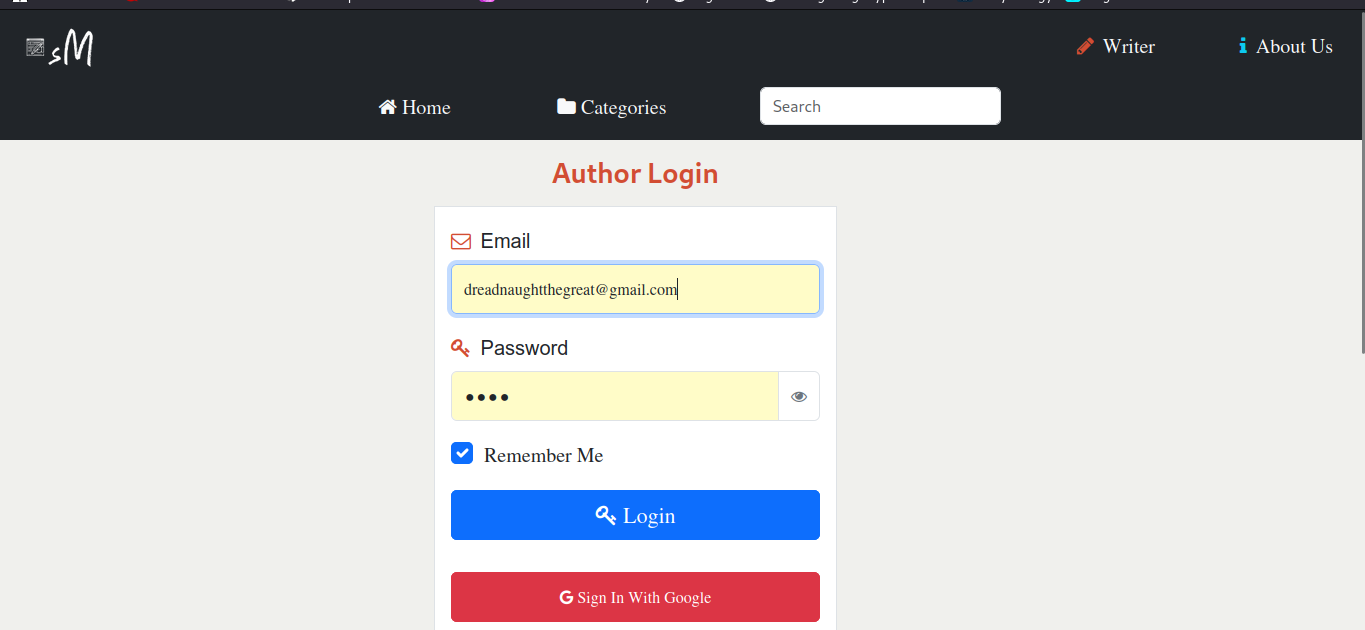 sM
Writer
About Us
Home
Categories
Search
Author Login
Email
dreadnaughtthegreat@gmail.com
Password
••••
Remember Me
Login
Sign In With Google